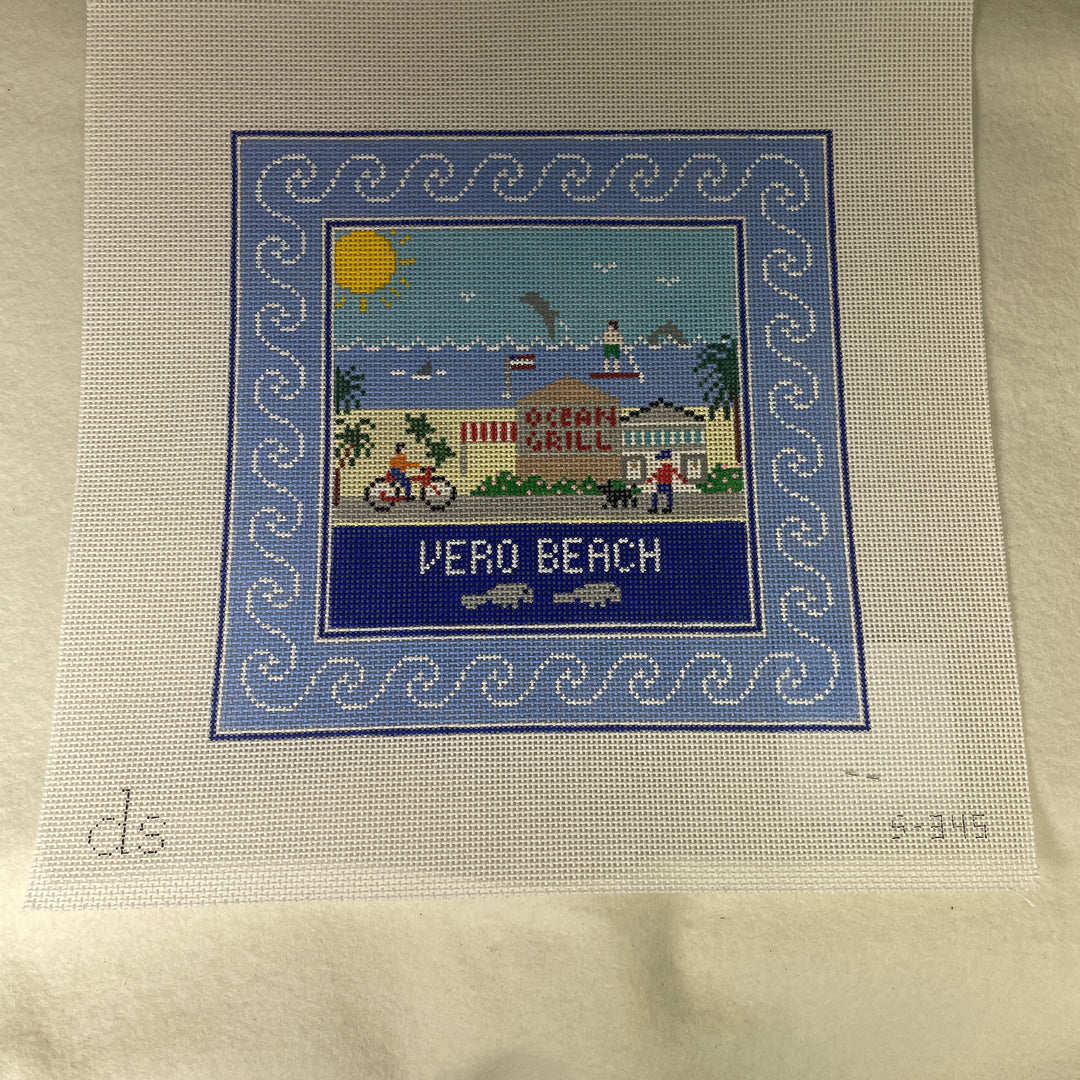 OCEAN
GRILL
VERO BEACH
ds
S-345